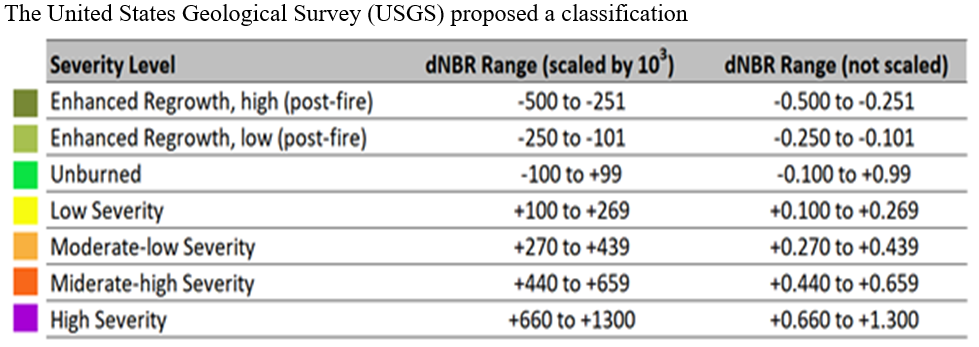 The United States Geological Survey (USGS) proposed a classification
Severity Level dNBR Range (scaled by 10³) dNBR Range (not scaled)
Enhanced Regrowth, high (post-fire) -500 to -251 -0.500 to -0.251
Enhanced Regrowth, low (post-fire) -250 to -101 -0.250 to -0.101
Unburned -100 to +99 -0.100 to +0.99
Low Severity +100 to +269 +0.100 to +0.269
Moderate-low Severity +270 to +439 +0.270 to +0.439
Miderate-high Severity +440 to +659 +0.440 to +0.659
High Severity +660 to +1300 +0.660 to +1.300